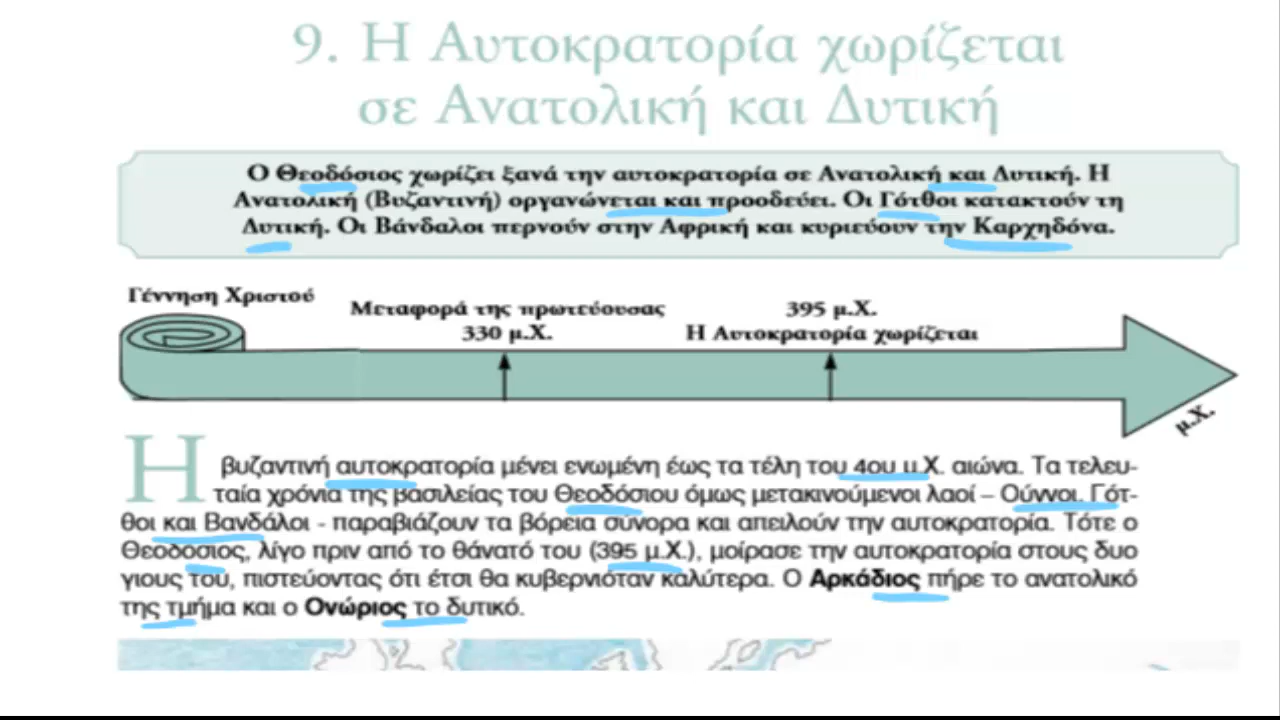 9. Η Αυτοκρατορία χωρίζεται
σε Ανατολική και Δυτική
Ο Θεοδόσιος χωρίζει ξανά την αυτοκρατορία σε Ανατολική και Δυτική. Η
Ανατολική (Βυζαντινή) οργανώνεται και προοδεύει. Οι Γότθοι κατακτούν τη
Δυτική. Οι Βάνδαλοι περνούν στην Αφρική και κυριεύουν την Καρχηδόνα.
Γέννηση Χριστού
Μεταφορά της πρωτεύουσας
330 μ.Χ.
395 μ.Χ.
Η Αυτοκρατορία χωρίζεται
μ.Χ.
Η βυζαντινή αυτοκρατορία μένει ενωμένη έως τα τέλη του 4ου μ.Χ. αιώνα. Τα τελευ-
ταία χρόνια της βασιλείας του Θεοδόσιου όμως μετακινούμενοι λαοί – Ούννοι, Γότ-
θοι και Βανδάλοι - παραβιάζουν τα βόρεια σύνορα και απειλούν την αυτοκρατορία. Τότε ο
Θεοδόσιος, λίγο πριν από το θάνατό του (395 μ.Χ.), μοίρασε την αυτοκρατορία στους δυο
γιους του, πιστεύοντας ότι έτσι θα κυβερνιόταν καλύτερα. Ο Αρκάδιος πήρε το ανατολικό
της τμήμα και ο Ονώριος το δυτικό.